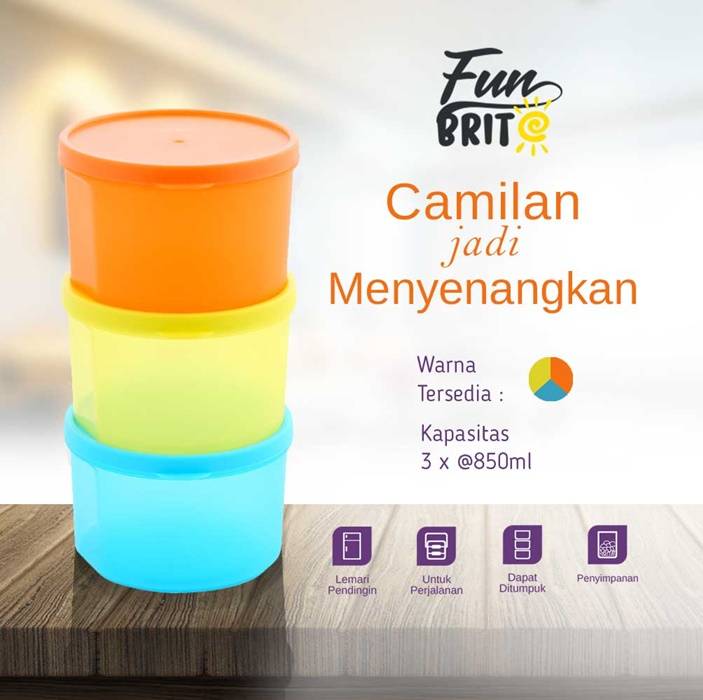 Fun
BRITE
Camilan
jadi
Menyenangkan
Warna
Tersedia :
Kapasitas
3 x @850ml
Lemari
Pendingin
Untuk
Perjalanan
Dapat
Ditumpuk
Penyimpanan